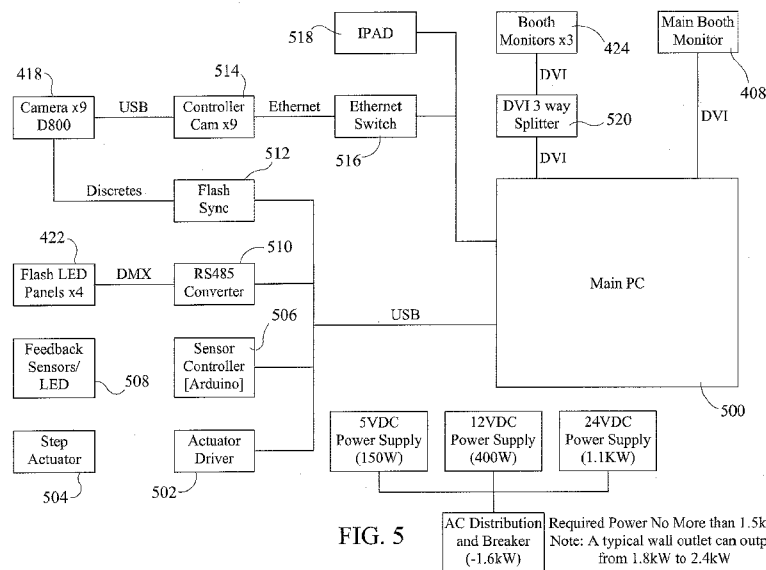 518
IPAD
Booth
Monitors x3
424
Main Booth
Monitor
408
418
514
DVI
Camera x9
D800
USB
Controller
Cam x9
Ethernet
Ethernet
Switch
516
DVI 3 way
Splitter
520
DVI
DVI
512
Discretes
Flash
Sync
422
510
Flash LED
Panels x4
DMX
RS485
Converter
Main PC
506
USB
Feedback
Sensors/
LED
508
Sensor
Controller
[Arduino]
500
5VDC
Power Supply
(150W)
12VDC
Power Supply
(400W)
24VDC
Power Supply
(1.1KW)
Step
Actuator
504
Actuator
Driver
502
FIG. 5
AC Distribution
and Breaker
(-1.6kW)
Required Power No More than 1.5k
Note: A typical wall outlet can outp
from 1.8kW to 2.4kW